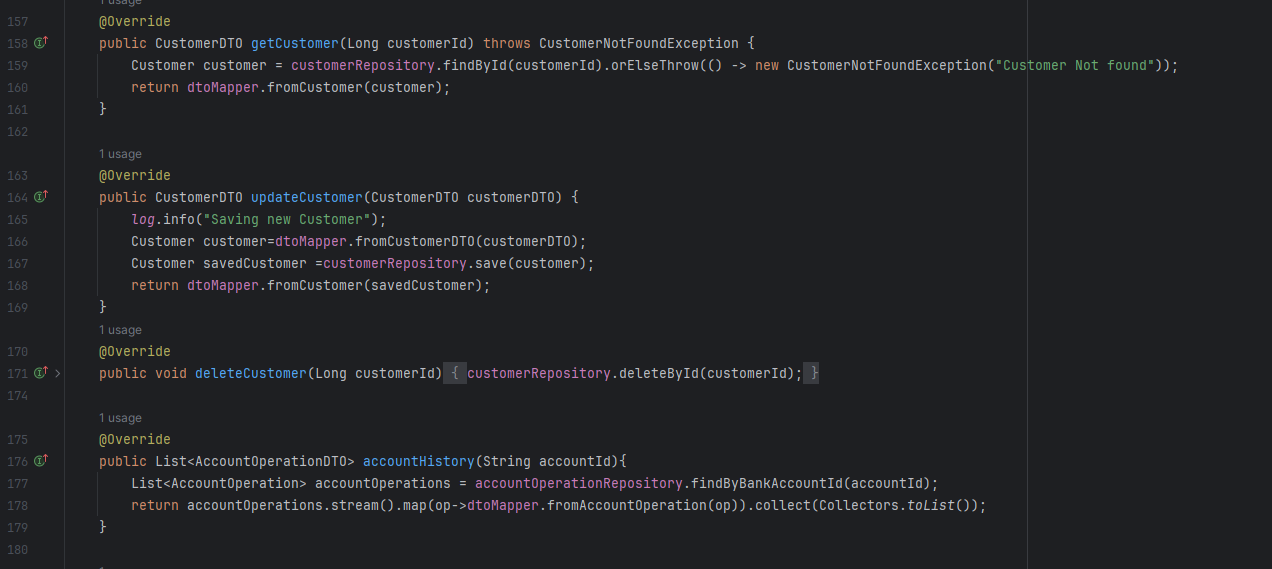 1 usage
157 @Override
158 public CustomerDTO getCustomer(Long customerId) throws CustomerNotFoundException {
159 Customer customer = customerRepository.findById(customerId).orElseThrow(() -> new CustomerNotFoundException("Customer Not found"));
160 return dtoMapper.fromCustomer(customer);
161 }
162
1 usage
163 @Override
164 public CustomerDTO updateCustomer(CustomerDTO customerDTO) {
165 log.info("Saving new Customer");
166 Customer customer=dtoMapper.fromCustomerDTO(customerDTO);
167 Customer savedCustomer =customerRepository.save(customer);
168 return dtoMapper.fromCustomer(savedCustomer);
169 }
1 usage
170 @Override
171 public void deleteCustomer(Long customerId) { customerRepository.deleteById(customerId); }
174
1 usage
175 @Override
176 public List<AccountOperationDTO> accountHistory(String accountId){
177 List<AccountOperation> accountOperations = accountOperationRepository.findByBankAccountId(accountId);
178 return accountOperations.stream().map(op->dtoMapper.fromAccountOperation(op)).collect(Collectors.toList());
179 }
180